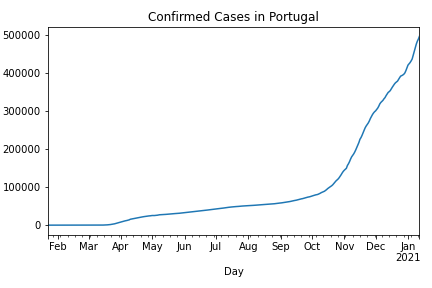 Confirmed Cases in Portugal
500000
400000
300000
200000
100000
0
Feb Mar Apr May Jun Jul Aug Sep Oct Nov Dec Jan
2021
Day